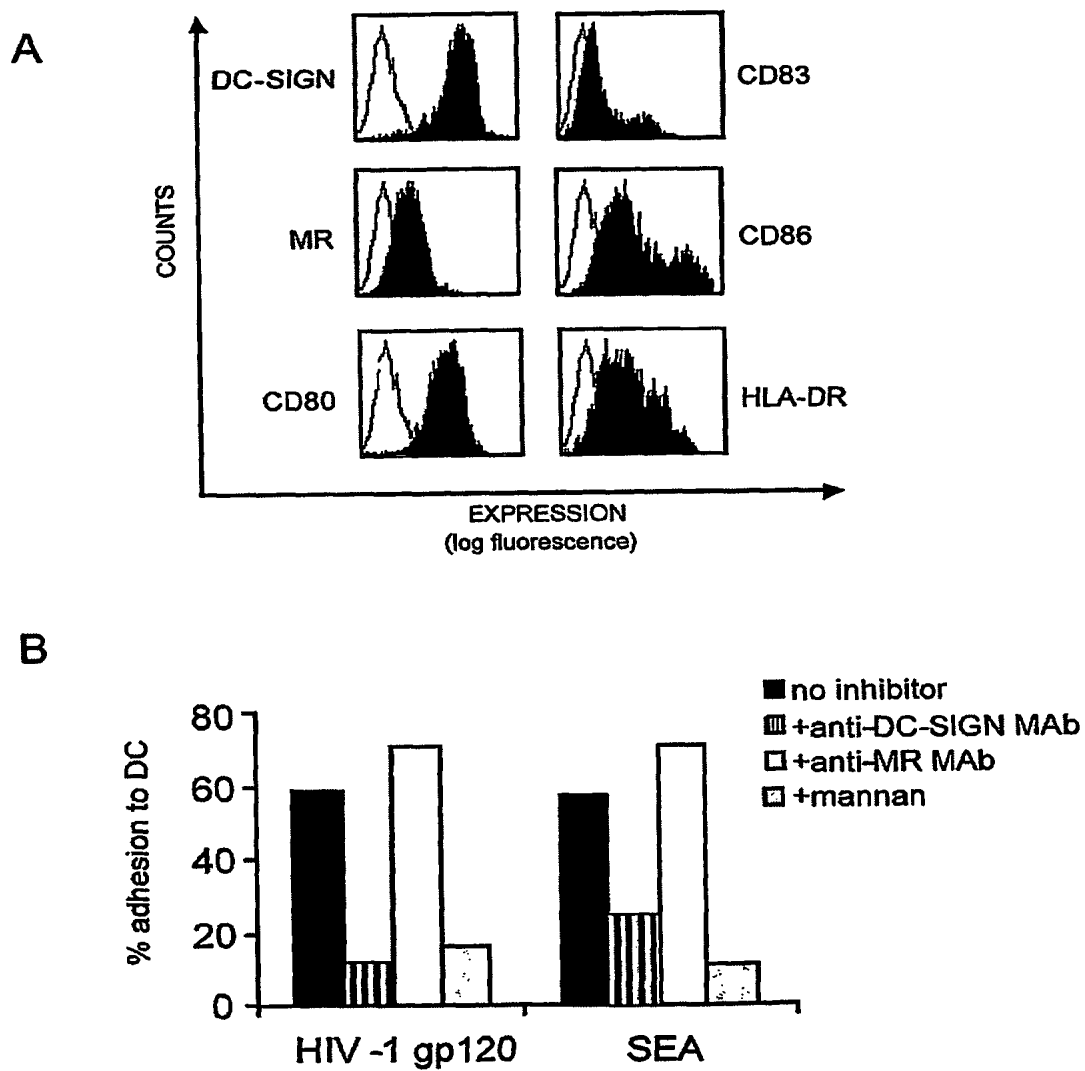 A
DC-SIGN
CD83
MR
CD86
CD80
HLA-DR
COUNTS
EXPRESSION
(log fluorescence)
B
no inhibitor
+anti-DC-SIGN MAb
+anti-MR MAb
+mannan
% adhesion to DC
80
60
40
20
0
HIV -1 gp120
SEA